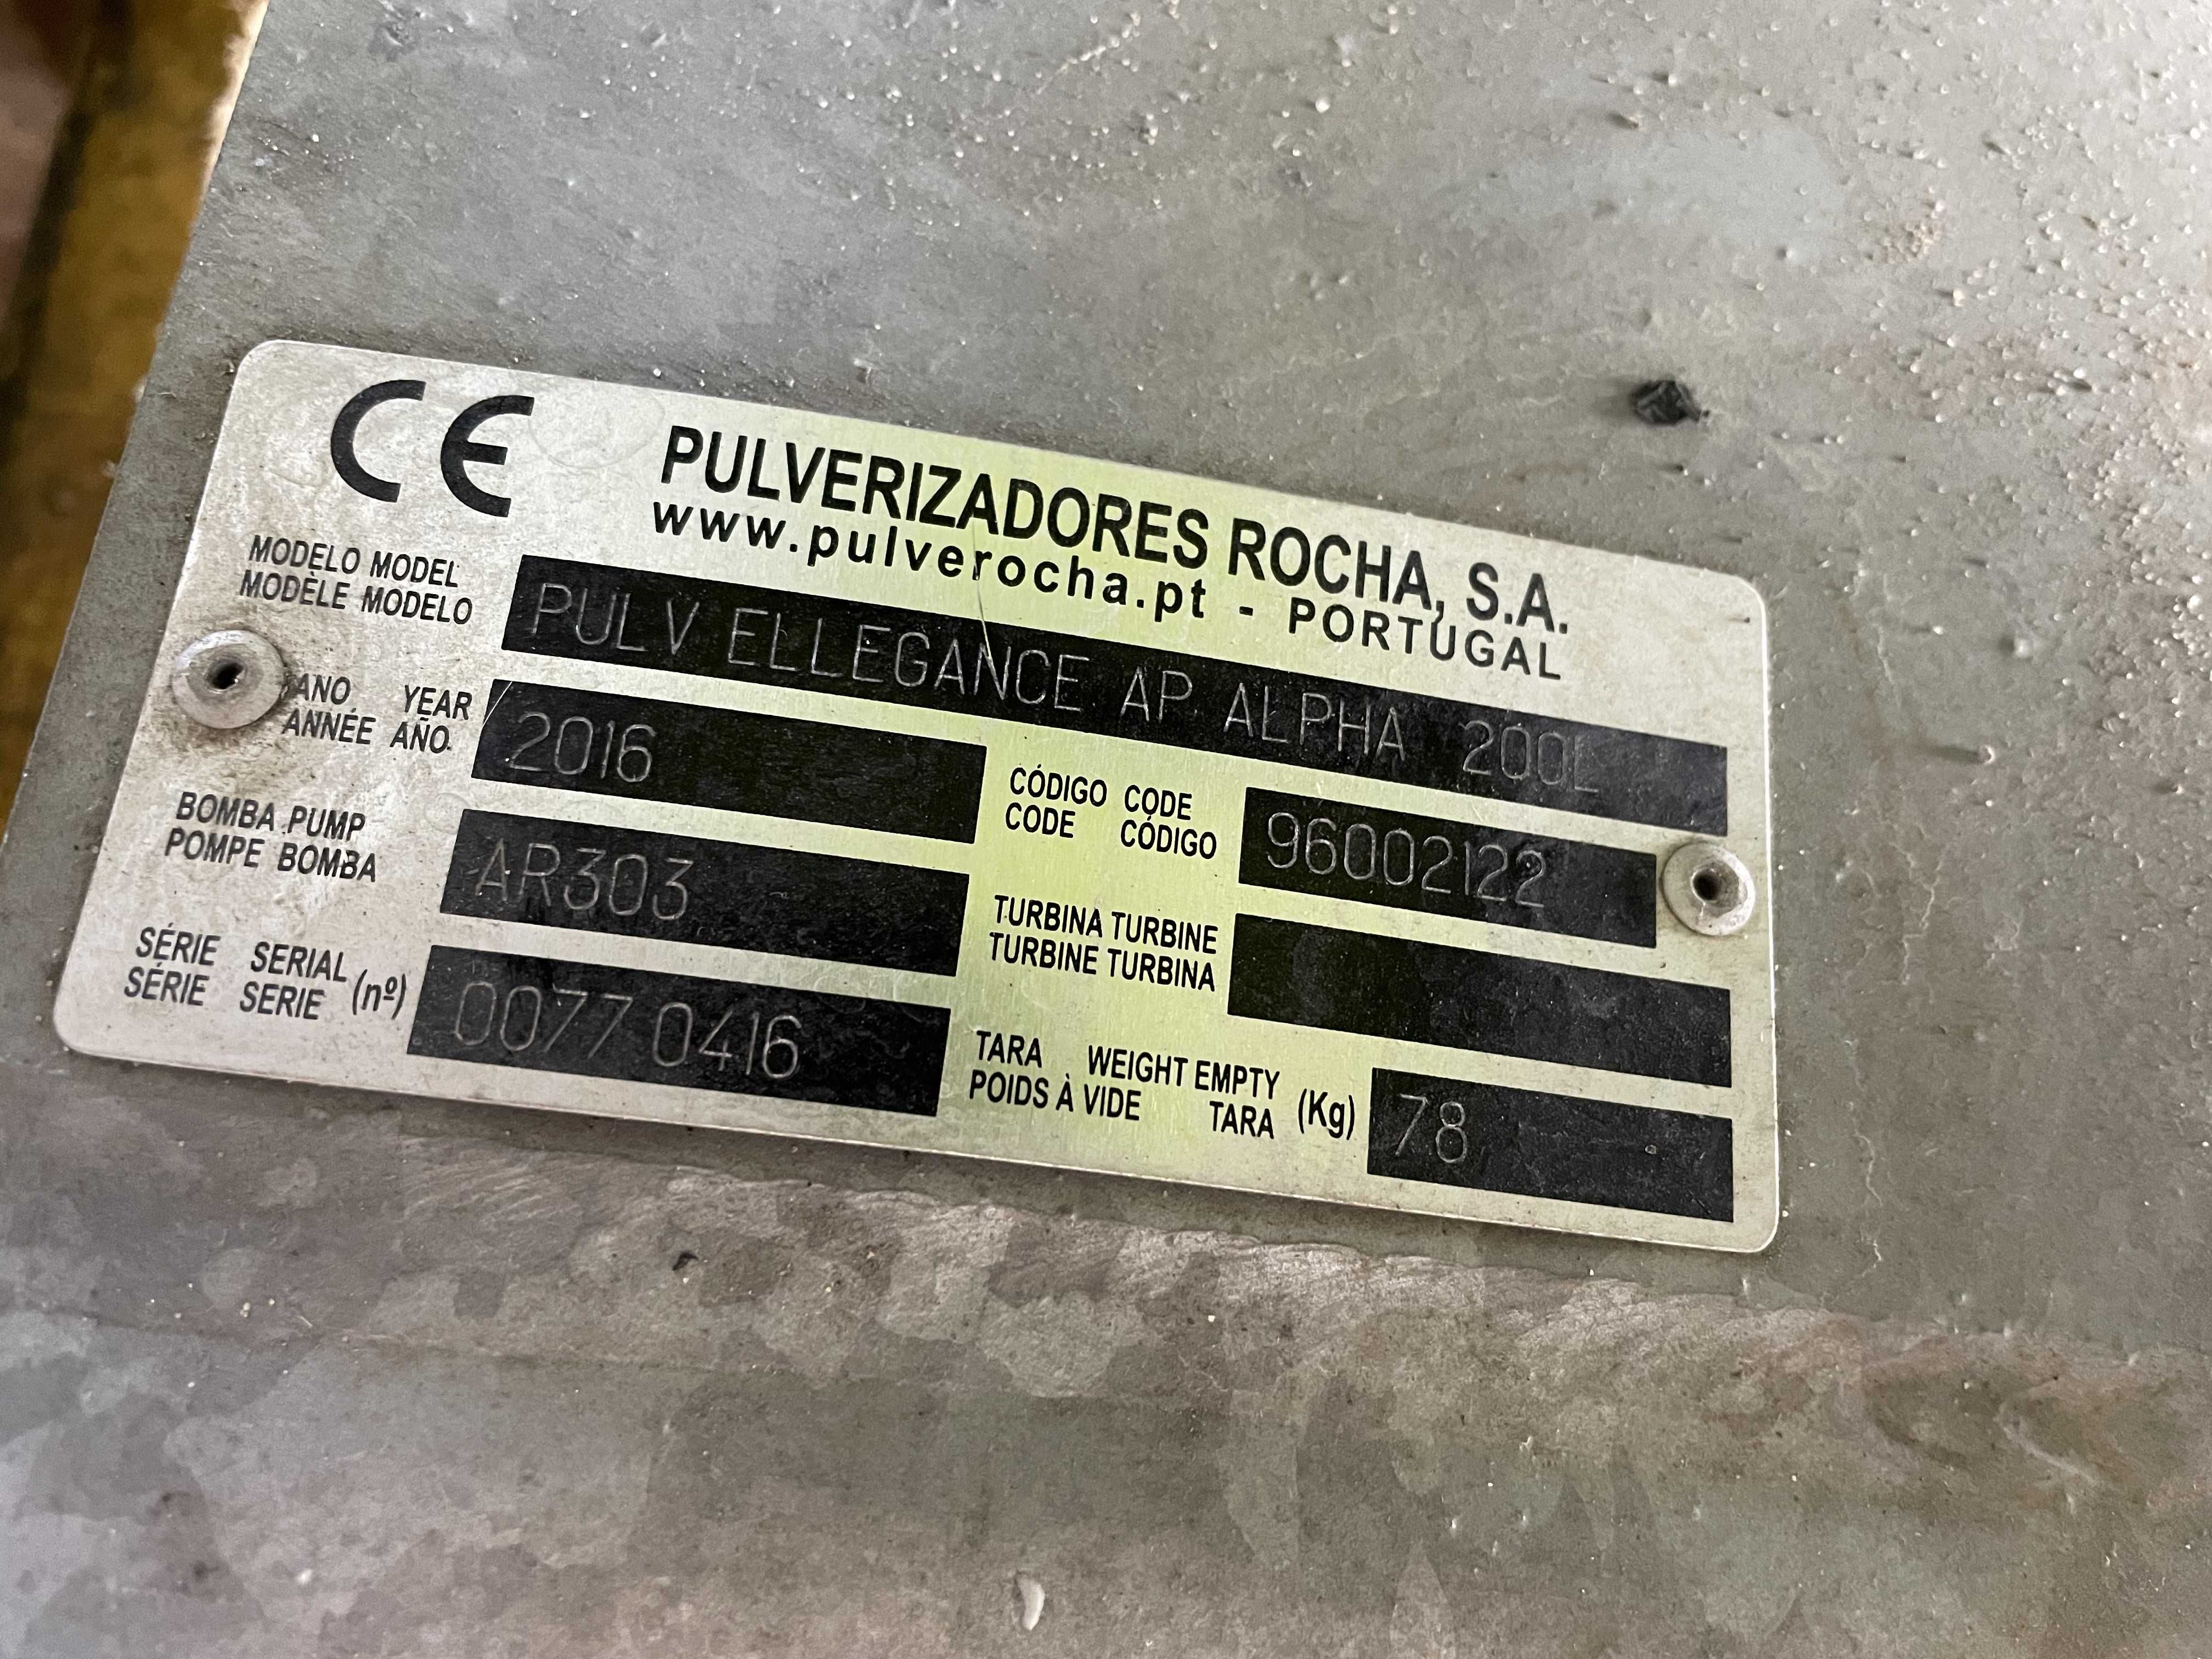 CE
PULVERIZADORES ROCHA, S.A.
www.pulverocha.pt - PORTUGAL
MODELO MODEL
MODÈLE MODELO
PULV ELLEGANCE AP ALPHA 200L
ANO YEAR
ANNÉE AÑO
2016
CÓDIGO CODE
CODE CÓDIGO
96002122
BOMBA PUMP
POMPE BOMBA
AR303
TURBINA TURBINE
TURBINE TURBINA
SÉRIE SERIAL
SÉRIE SERIE (nº)
0077 0416
TARA WEIGHT EMPTY
POIDS À VIDE TARA (Kg)
78